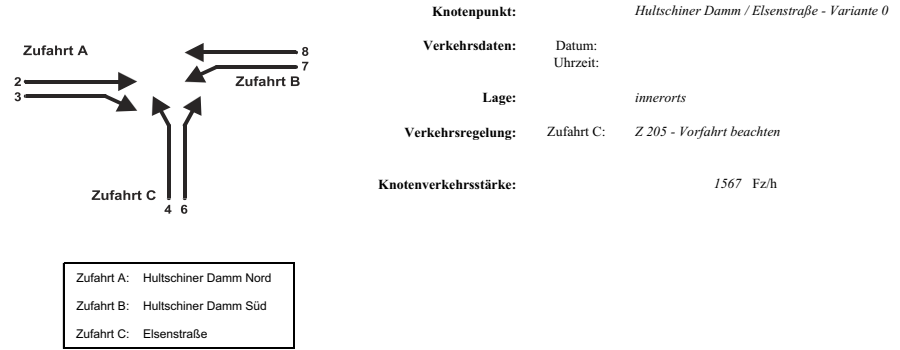 Knotenpunkt: Hultschiner Damm / Elsenstraße - Variante 0
Zufahrt A
8
Verkehrsdaten: Datum:
7
Uhrzeit:
2
Zufahrt B
3
Lage: innerorts
Verkehrsregelung: Zufahrt C: Z 205 - Vorfahrt beachten
Zufahrt C
4 6
Knotenverkehrsstärke: 1567 Fz/h
Zufahrt A: Hultschiner Damm Nord
Zufahrt B: Hultschiner Damm Süd
Zufahrt C: Elsenstraße